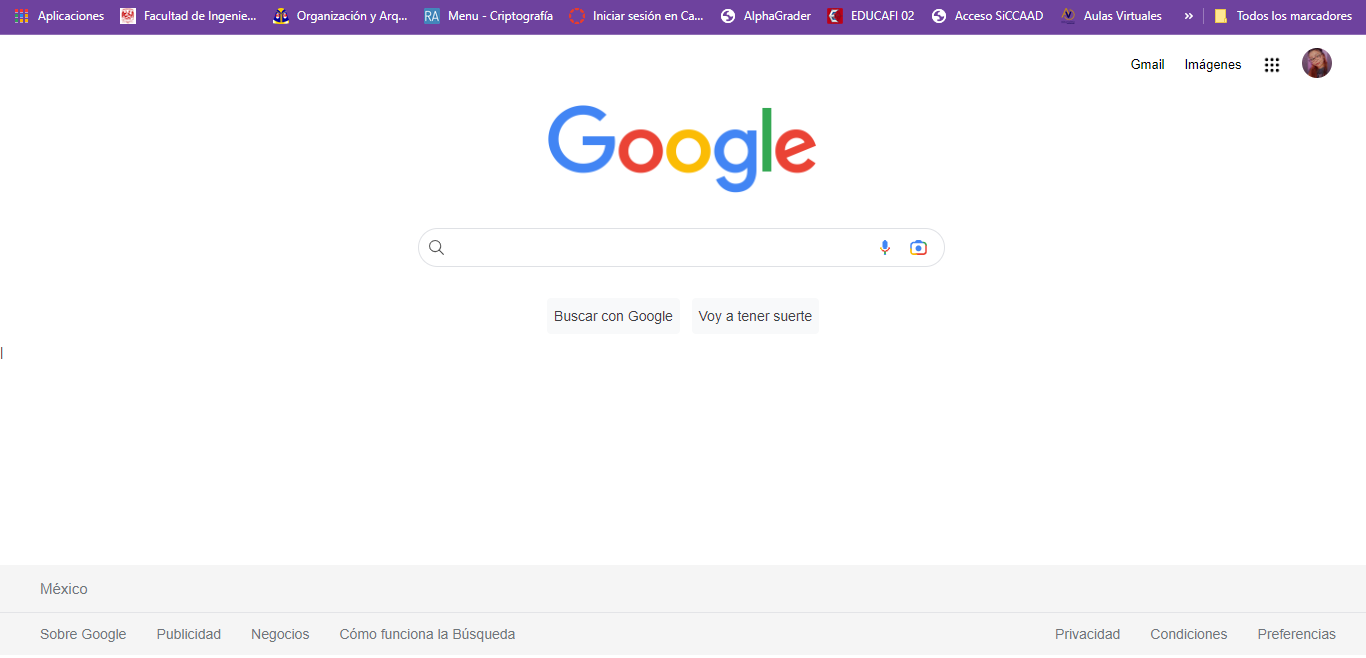 Aplicaciones Facultad de Ingenie... Organización y Arq... RA Menu - Criptografía Iniciar sesión en Ca... AlphaGrader EDUCAFI 02 Acceso SiCCAAD Aulas Virtuales » Todos los marcadores
Gmail Imágenes
Google
Buscar con Google Voy a tener suerte
México
Sobre Google Publicidad Negocios Cómo funciona la Búsqueda Privacidad Condiciones Preferencias